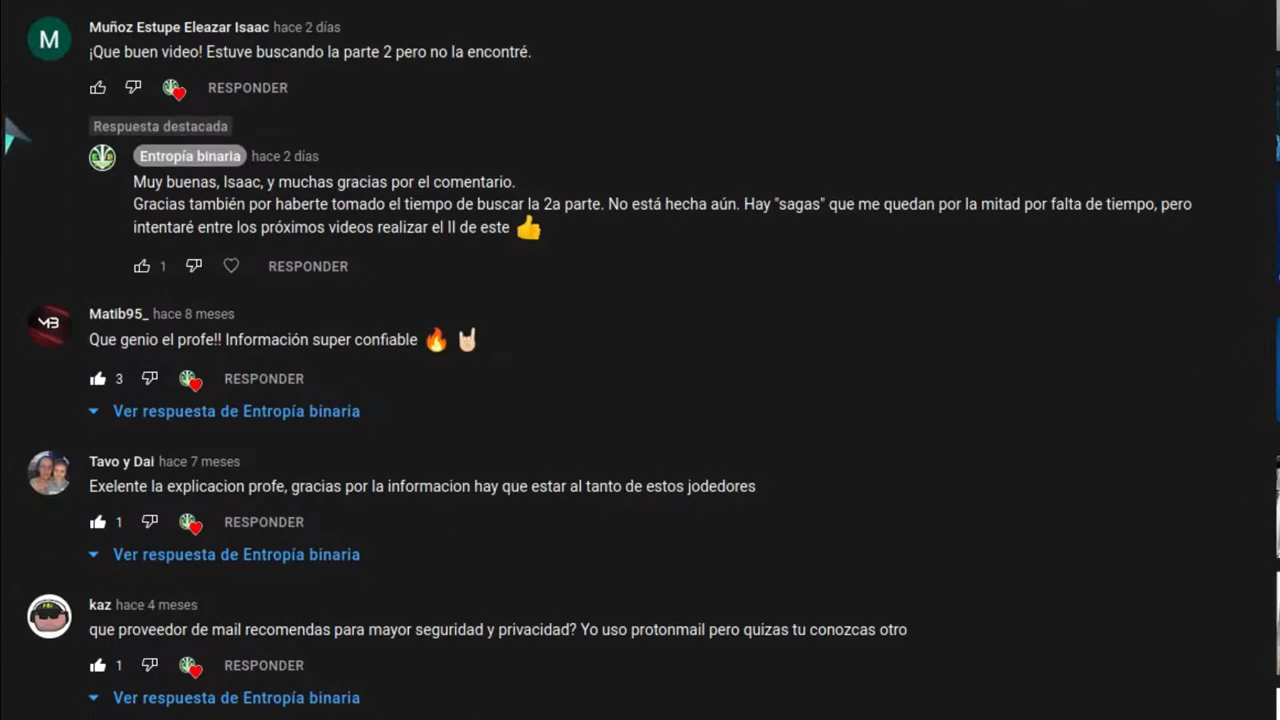 M
Muñoz Estupe Eleazar Isaac hace 2 días
¡Que buen video! Estuve buscando la parte 2 pero no la encontré.
RESPONDER
Respuesta destacada
Entropía binaria hace 2 días
Muy buenas, Isaac, y muchas gracias por el comentario.
Gracias también por haberte tomado el tiempo de buscar la 2a parte. No está hecha aún. Hay "sagas" que me quedan por la mitad por falta de tiempo, pero
intentaré entre los próximos videos realizar el II de este 👍
1 RESPONDER
MB
Matib95_ hace 8 meses
Que genio el profe!! Información super confiable 🔥 🤘🏻
3 RESPONDER
Ver respuesta de Entropía binaria
Tavo y Dai hace 7 meses
Exelente la explicacion profe, gracias por la informacion hay que estar al tanto de estos jodedores
1 RESPONDER
Ver respuesta de Entropía binaria
kaz hace 4 meses
que proveedor de mail recomendas para mayor seguridad y privacidad? Yo uso protonmail pero quizas tu conozcas otro
1 RESPONDER
Ver respuesta de Entropía binaria